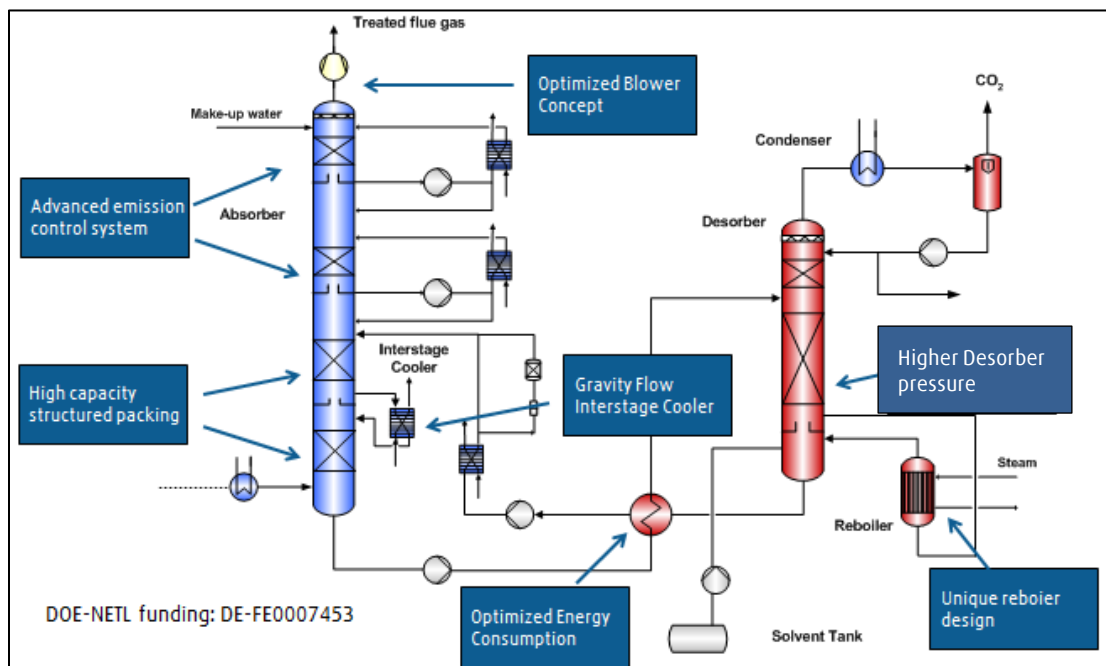 Treated flue gas
Optimized Blower
Concept
CO₂
Make-up water
Condenser
Advanced emission
control system
Absorber
Desorber
Interstage
Cooler
Gravity Flow
Interstage Cooler
Higher Desorber
pressure
High capacity
structured packing
Steam
Reboiler
Optimized Energy
Consumption
Unique reboier
design
DOE-NETL funding: DE-FE0007453
Solvent Tank